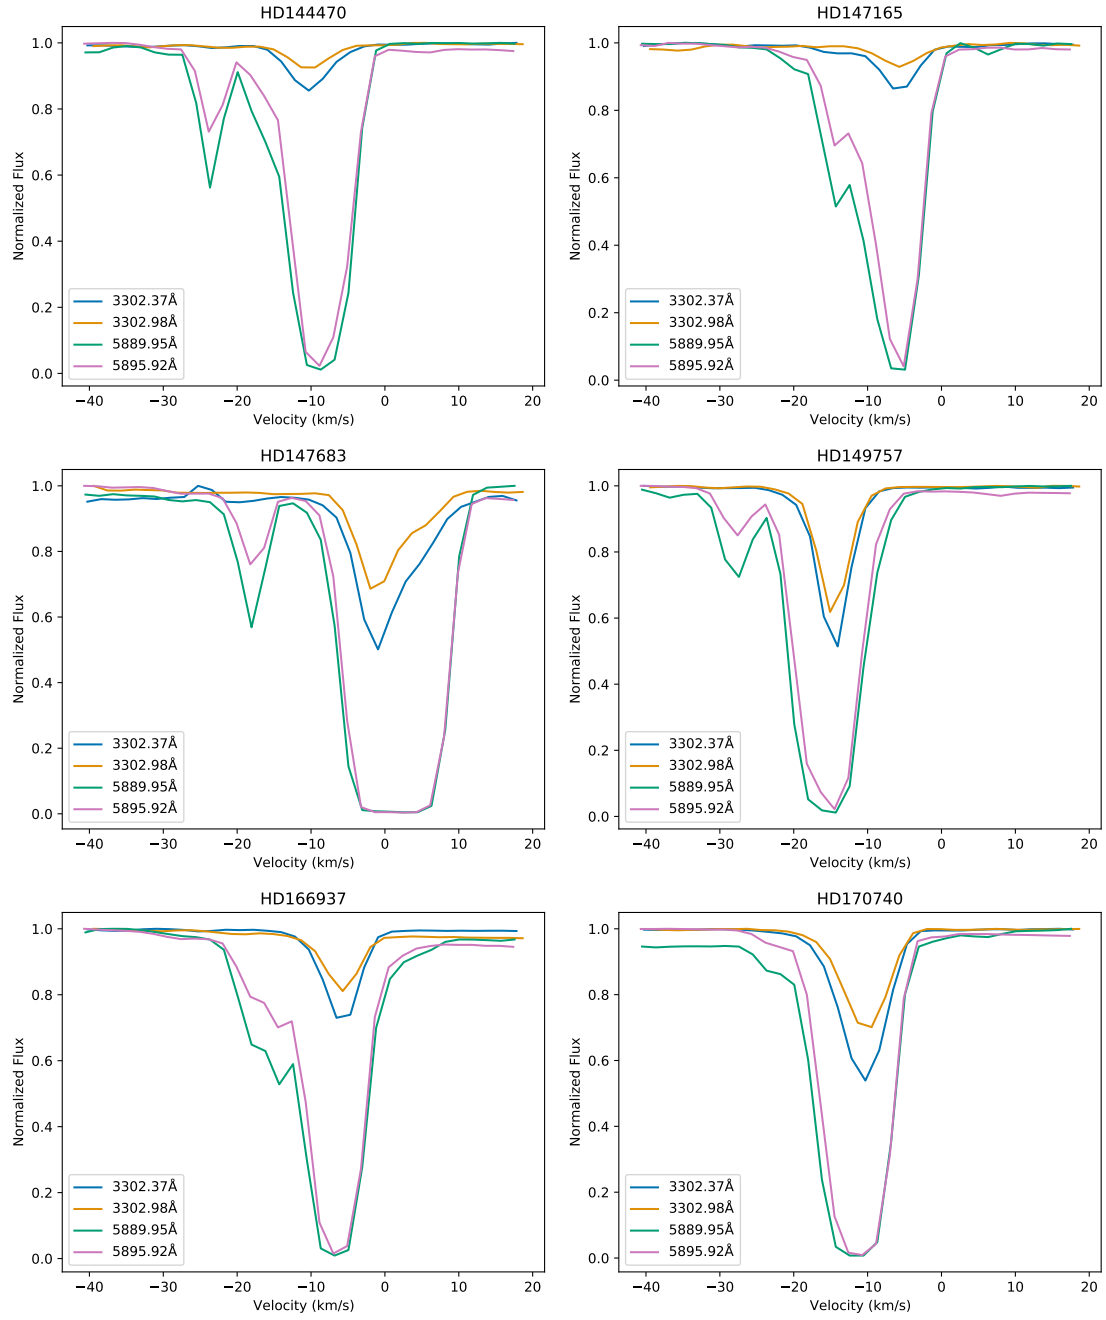 HD144470
Normalized Flux
1.0
0.8
0.6
0.4
0.2
0.0
3302.37Å
3302.98Å
5889.95Å
5895.92Å
−40 −30 −20 −10 0 10 20
Velocity (km/s)
HD147165
Normalized Flux
1.0
0.8
0.6
0.4
0.2
0.0
3302.37Å
3302.98Å
5889.95Å
5895.92Å
−40 −30 −20 −10 0 10 20
Velocity (km/s)
HD147683
Normalized Flux
1.0
0.8
0.6
0.4
0.2
0.0
3302.37Å
3302.98Å
5889.95Å
5895.92Å
−40 −30 −20 −10 0 10 20
Velocity (km/s)
HD149757
Normalized Flux
1.0
0.8
0.6
0.4
0.2
0.0
3302.37Å
3302.98Å
5889.95Å
5895.92Å
−40 −30 −20 −10 0 10 20
Velocity (km/s)
HD166937
Normalized Flux
1.0
0.8
0.6
0.4
0.2
0.0
3302.37Å
3302.98Å
5889.95Å
5895.92Å
−40 −30 −20 −10 0 10 20
Velocity (km/s)
HD170740
Normalized Flux
1.0
0.8
0.6
0.4
0.2
0.0
3302.37Å
3302.98Å
5889.95Å
5895.92Å
−40 −30 −20 −10 0 10 20
Velocity (km/s)